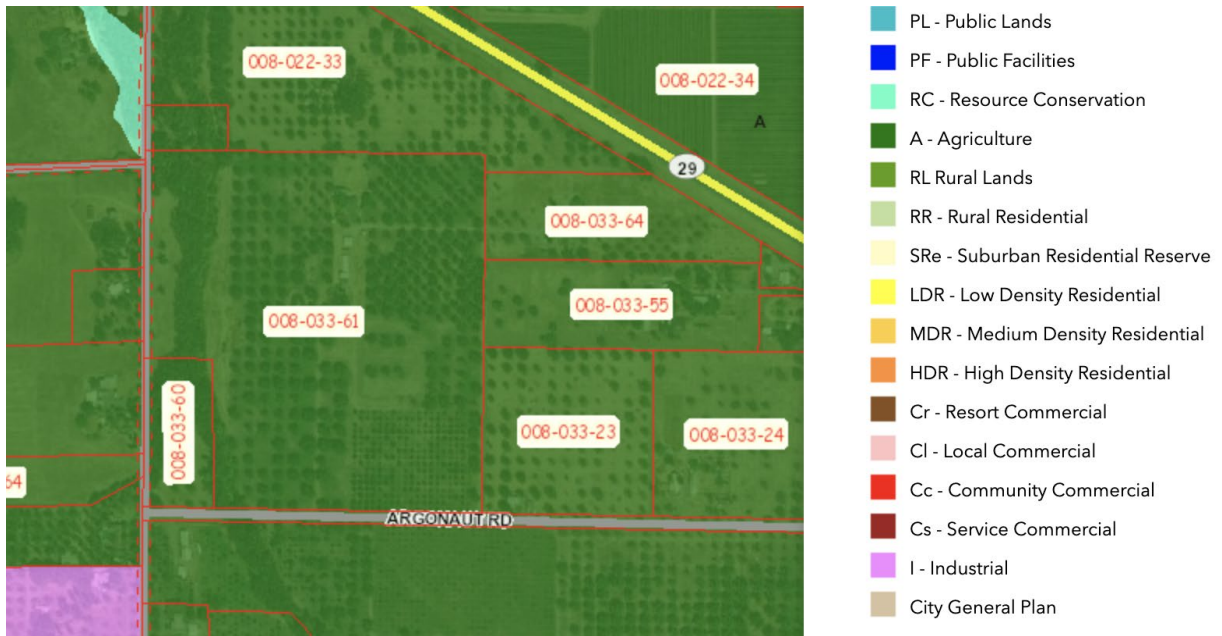 008-022-33
008-022-34
A
29
008-033-64
008-033-55
008-033-61
008-033-60
008-033-23
008-033-24
64
ARGONAUT RD
PL - Public Lands
PF - Public Facilities
RC - Resource Conservation
A - Agriculture
RL Rural Lands
RR - Rural Residential
SRe - Suburban Residential Reserve
LDR - Low Density Residential
MDR - Medium Density Residential
HDR - High Density Residential
Cr - Resort Commercial
Cl - Local Commercial
Cc - Community Commercial
Cs - Service Commercial
I - Industrial
City General Plan